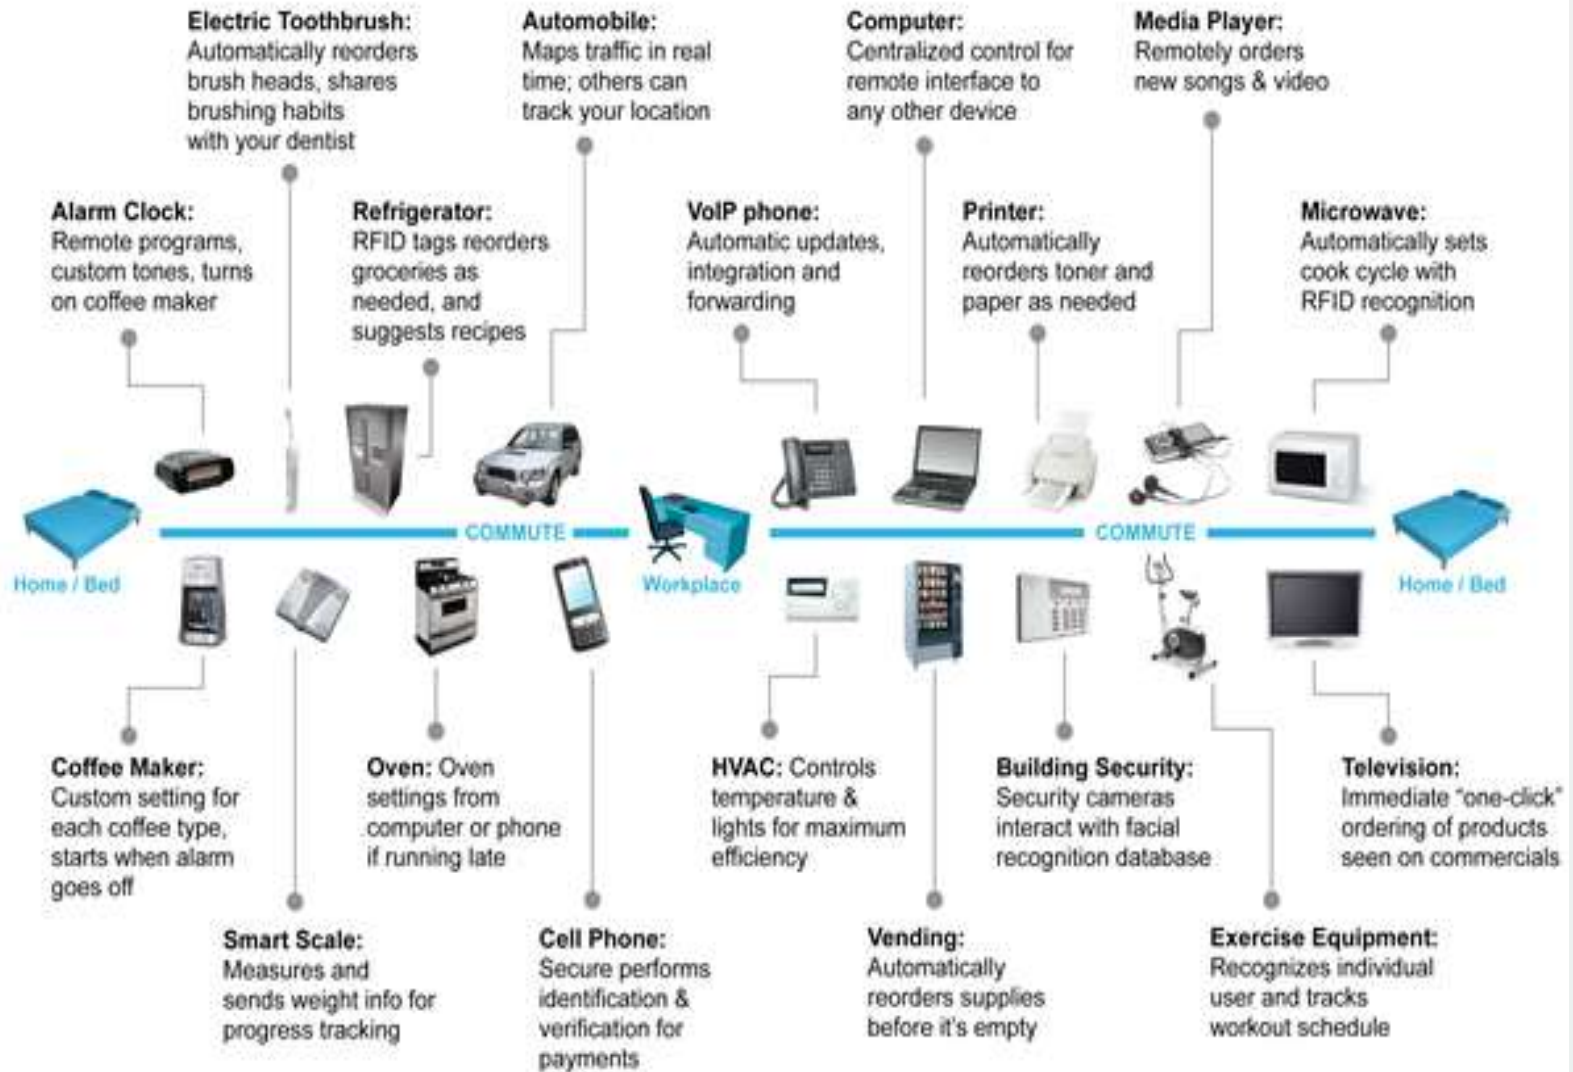 Electric Toothbrush:
Automatically reorders
brush heads, shares
brushing habits
with your dentist
Automobile:
Maps traffic in real
time; others can
track your location
Computer:
Centralized control for
remote interface to
any other device
Media Player:
Remotely orders
new songs & video
Alarm Clock:
Remote programs,
custom tones, turns
on coffee maker
Refrigerator:
RFID tags reorders
groceries as
needed, and
suggests recipes
VoIP phone:
Automatic updates,
integration and
forwarding
Printer:
Automatically
reorders toner and
paper as needed
Microwave:
Automatically sets
cook cycle with
RFID recognition
COMMUTE
COMMUTE
Home / Bed
Workplace
Home / Bed
Coffee Maker:
Custom setting for
each coffee type,
starts when alarm
goes off
Oven: Oven
settings from
computer or phone
if running late
HVAC: Controls
temperature &
lights for maximum
efficiency
Building Security:
Security cameras
interact with facial
recognition database
Television:
Immediate “one-click”
ordering of products
seen on commercials
Smart Scale:
Measures and
sends weight info for
progress tracking
Cell Phone:
Secure performs
identification &
verification for
payments
Vending:
Automatically
reorders supplies
before it's empty
Exercise Equipment:
Recognizes individual
user and tracks
workout schedule